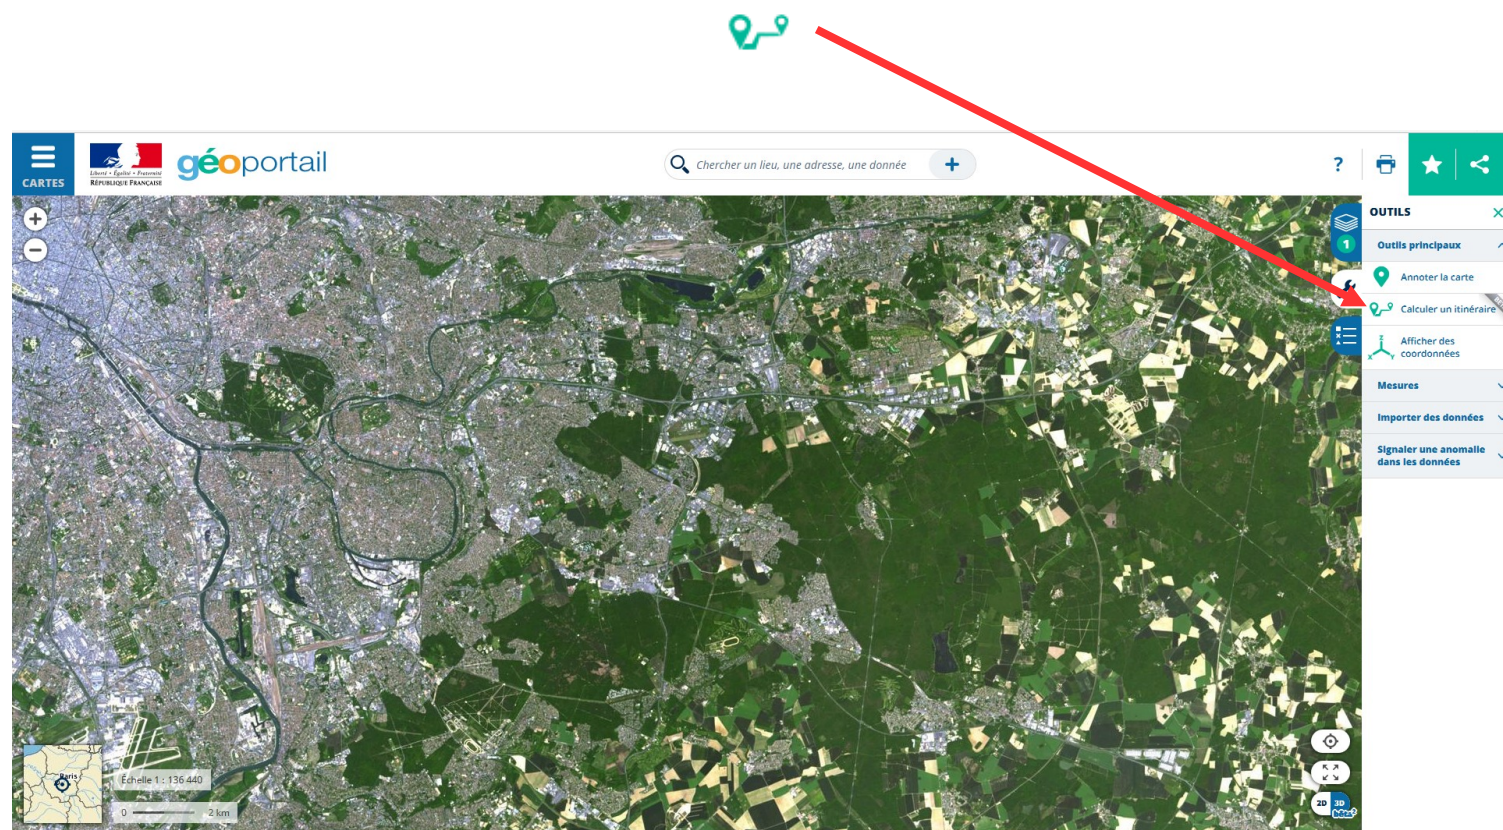 CARTES
Liberté • Égalité • Fraternité
RÉPUBLIQUE FRANÇAISE
géoportail
Chercher un lieu, une adresse, une donnée
?
OUTILS
1
Outils principaux
Annoter la carte
Calculer un itinéraire
Z
X Y
Afficher des
coordonnées
Mesures
Importer des données
Signaler une anomalie
dans les données
Paris
Échelle 1 : 136 440
0 2 km
2D 3D
bêta